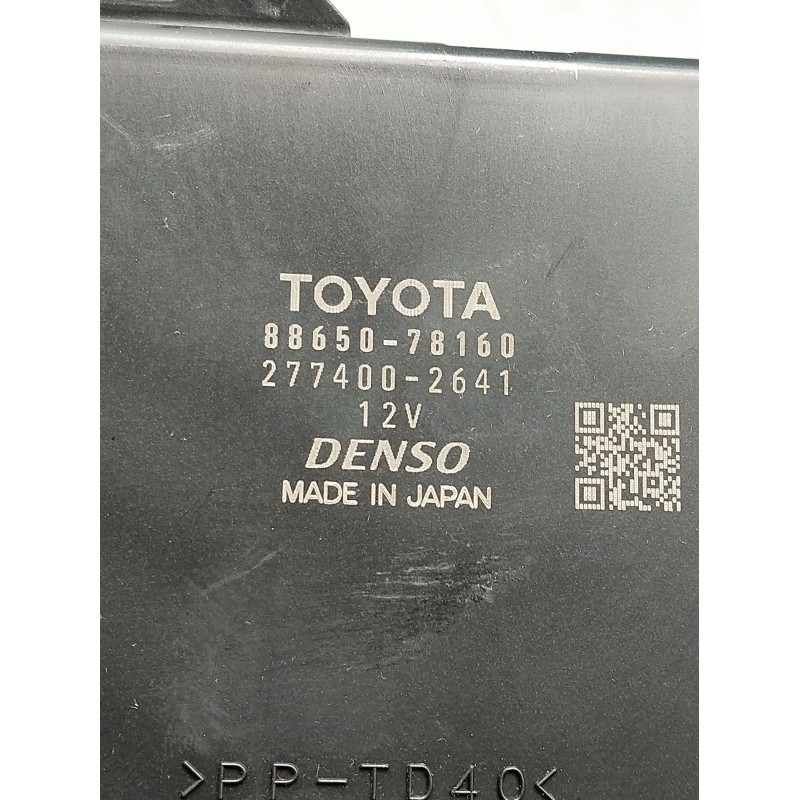 TOYOTA
88650-78160
277400-2641
12V
DENSO
MADE IN JAPAN
>PP-TD40<